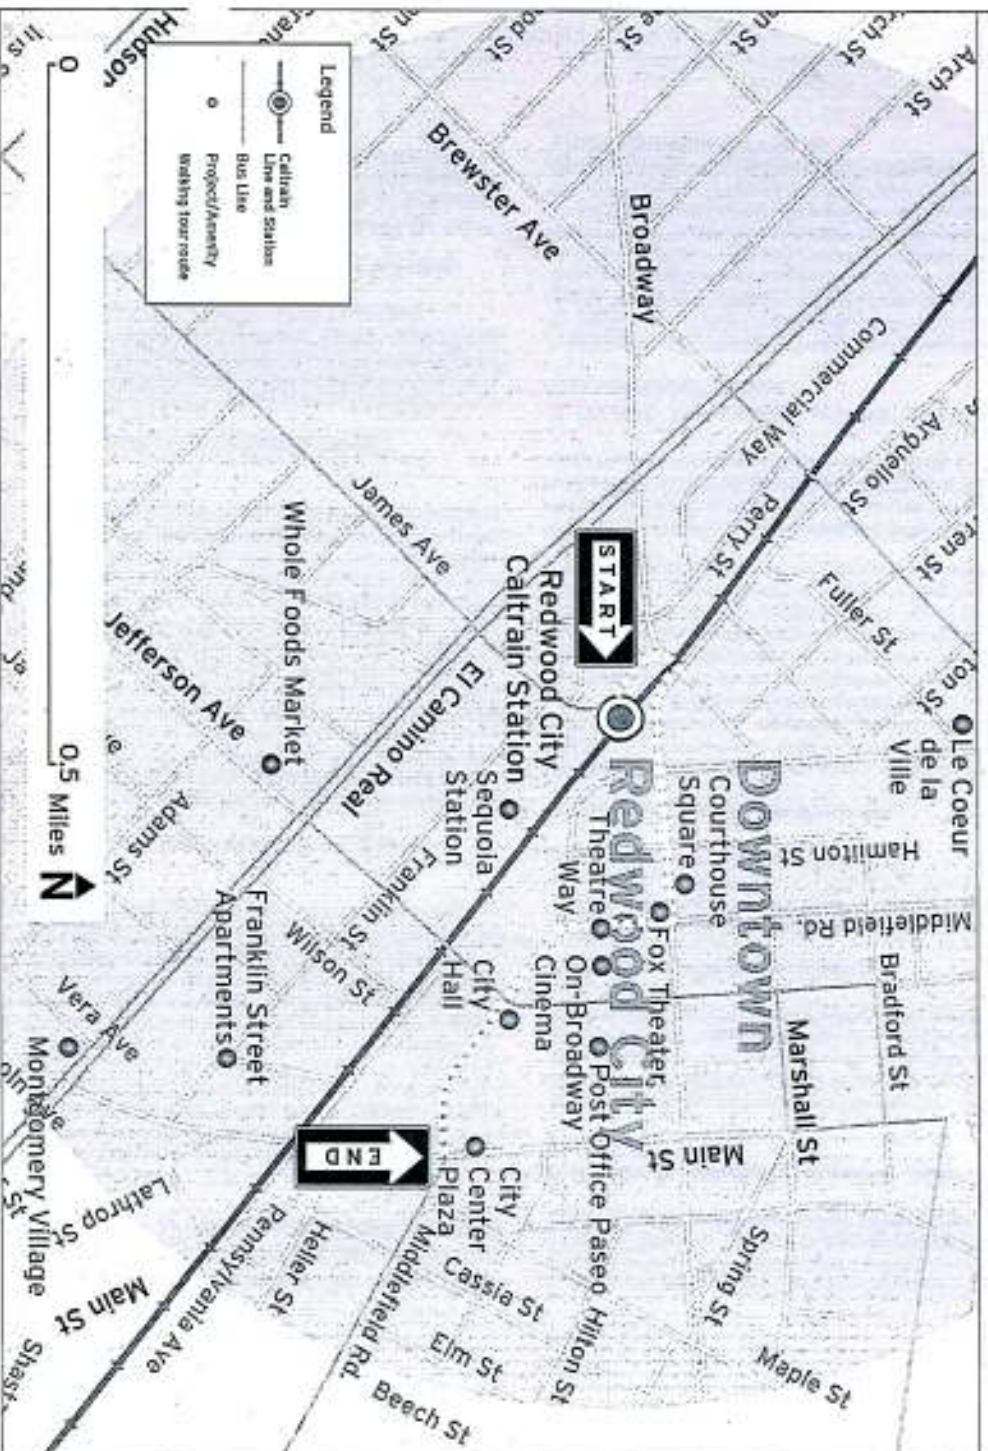 Arch St
Hudson
Brewster Ave
Broadway
Commercial Way
Arguello St
Perry St
Fuller St
James Ave
Legend
Caltrain
Line and Station
Bus Line
Project/Amenity
Walking tour route
START
Redwood City
Caltrain Station
Le Coeur
de la
Ville
Downtown
Redwood City
Courthouse
Square
Hamilton St
Middlefield Rd.
Bradford St
Marshall St
Theatre
Way
Fox Theater
On-Broadway
Cinema
Post Office Paseo
Sequoia
Station
El Camino Real
Whole Foods Market
Jefferson Ave
Adams St
Franklin St
Wilson St
City
Hall
Main St
City
Center
Plaza
END
Franklin Street
Apartments
Vera Ave
Montgomery Village
Lathrop St
Main St
Pennsylvania Ave
Heller St
Middlefield Rd.
Cassia St
Elm St
Beech St
Hilton St
Spring St
Maple St
0
0.5 Miles
N